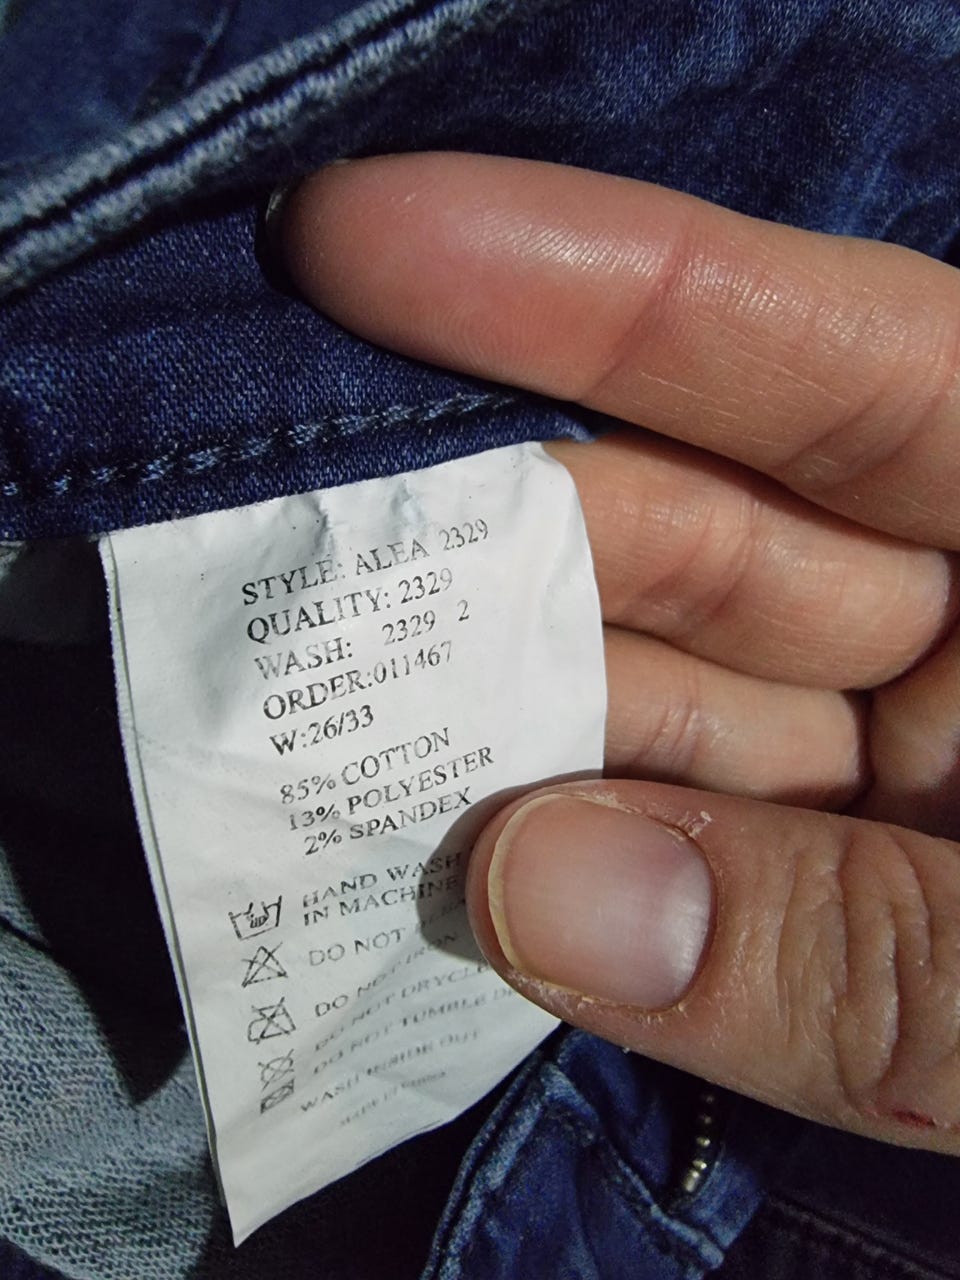 STYLE: ALEA 2329
QUALITY: 2329
WASH: 2329 2
ORDER:011467
W:26/33
85% COTTON
13% POLYESTER
2% SPANDEX
HAND WASH
IN MACHINE
DO NOT
DO NOT IRON
DO NOT DRYCLE
DO NOT TUMBLE D
WASH INSIDE OUT